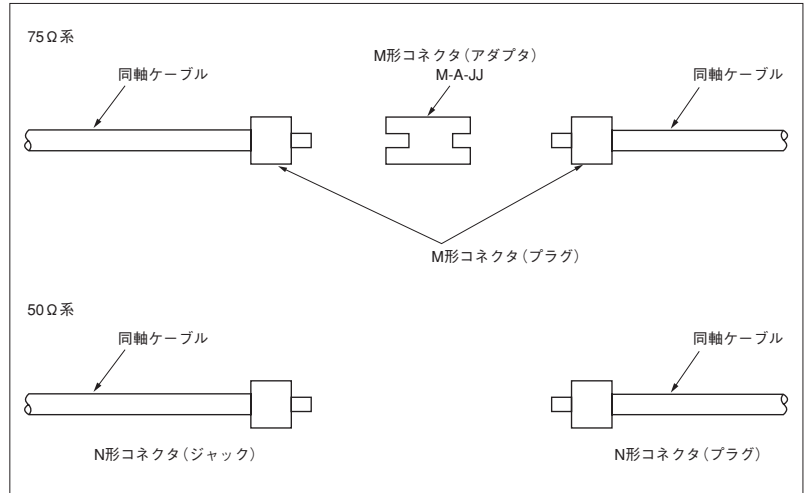 75Ω系
M形コネクタ(アダプタ)
同軸ケーブル
M-A-JJ
同軸ケーブル
M形コネクタ(プラグ)
50Ω系
同軸ケーブル
同軸ケーブル
N形コネクタ(ジャック)
N形コネクタ(プラグ)